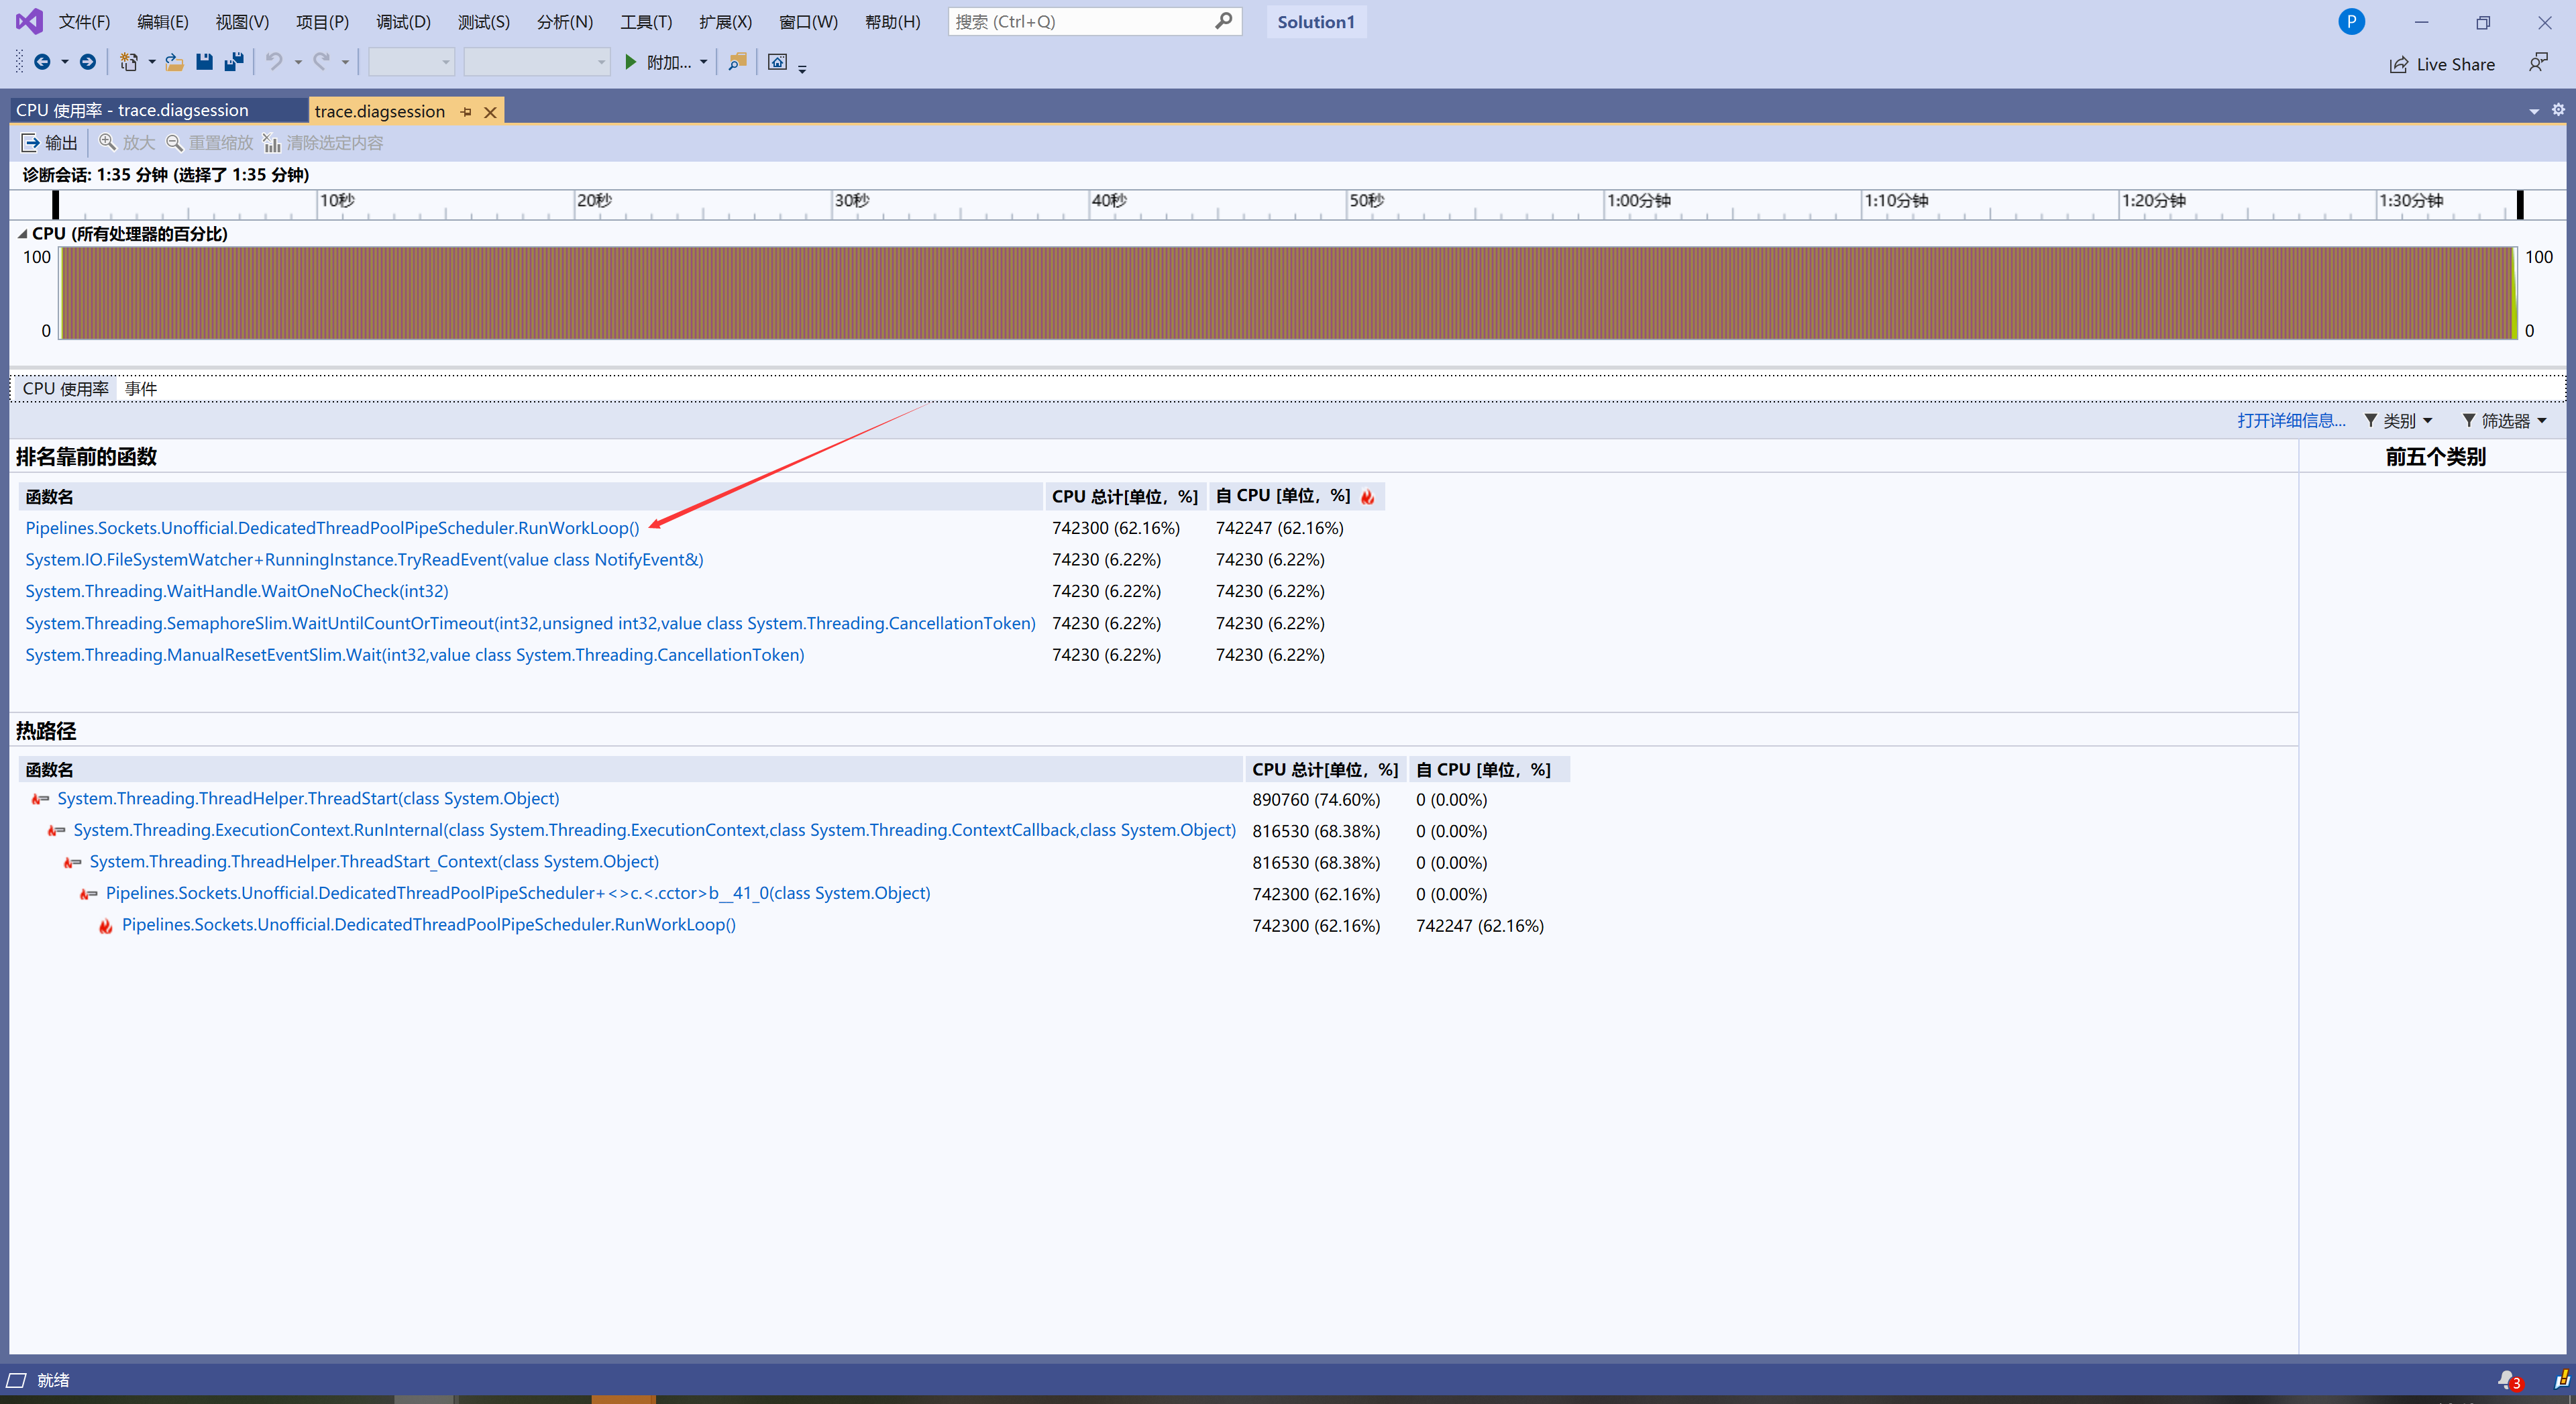 文件(F) 编辑(E) 视图(V) 项目(P) 调试(D) 测试(S) 分析(N) 工具(T) 扩展(X) 窗口(W) 帮助(H) 搜索 (Ctrl+Q) Solution1 P
附加... Live Share
CPU 使用率 - trace.diagsession trace.diagsession
输出 放大 重置缩放 清除选定内容
诊断会话: 1:35 分钟 (选择了 1:35 分钟)
10秒 20秒 30秒 40秒 50秒 1:00分钟 1:10分钟 1:20分钟 1:30分钟
CPU (所有处理器的百分比)
100 100
0 0
CPU 使用率 事件
打开详细信息... 类别 筛选器
排名靠前的函数 前五个类别
函数名 CPU 总计[单位，%] 自 CPU [单位，%]
Pipelines.Sockets.Unofficial.DedicatedThreadPoolPipeScheduler.RunWorkLoop() 742300 (62.16%) 742247 (62.16%)
System.IO.FileSystemWatcher+RunningInstance.TryReadEvent(value class NotifyEvent&) 74230 (6.22%) 74230 (6.22%)
System.Threading.WaitHandle.WaitOneNoCheck(int32) 74230 (6.22%) 74230 (6.22%)
System.Threading.SemaphoreSlim.WaitUntilCountOrTimeout(int32,unsigned int32,value class System.Threading.CancellationToken) 74230 (6.22%) 74230 (6.22%)
System.Threading.ManualResetEventSlim.Wait(int32,value class System.Threading.CancellationToken) 74230 (6.22%) 74230 (6.22%)
热路径
函数名 CPU 总计[单位，%] 自 CPU [单位，%]
System.Threading.ThreadHelper.ThreadStart(class System.Object) 890760 (74.60%) 0 (0.00%)
System.Threading.ExecutionContext.RunInternal(class System.Threading.ExecutionContext,class System.Threading.ContextCallback,class System.Object) 816530 (68.38%) 0 (0.00%)
System.Threading.ThreadHelper.ThreadStart_Context(class System.Object) 816530 (68.38%) 0 (0.00%)
Pipelines.Sockets.Unofficial.DedicatedThreadPoolPipeScheduler+<>c.<.cctor>b__41_0(class System.Object) 742300 (62.16%) 0 (0.00%)
Pipelines.Sockets.Unofficial.DedicatedThreadPoolPipeScheduler.RunWorkLoop() 742300 (62.16%) 742247 (62.16%)
就绪 3